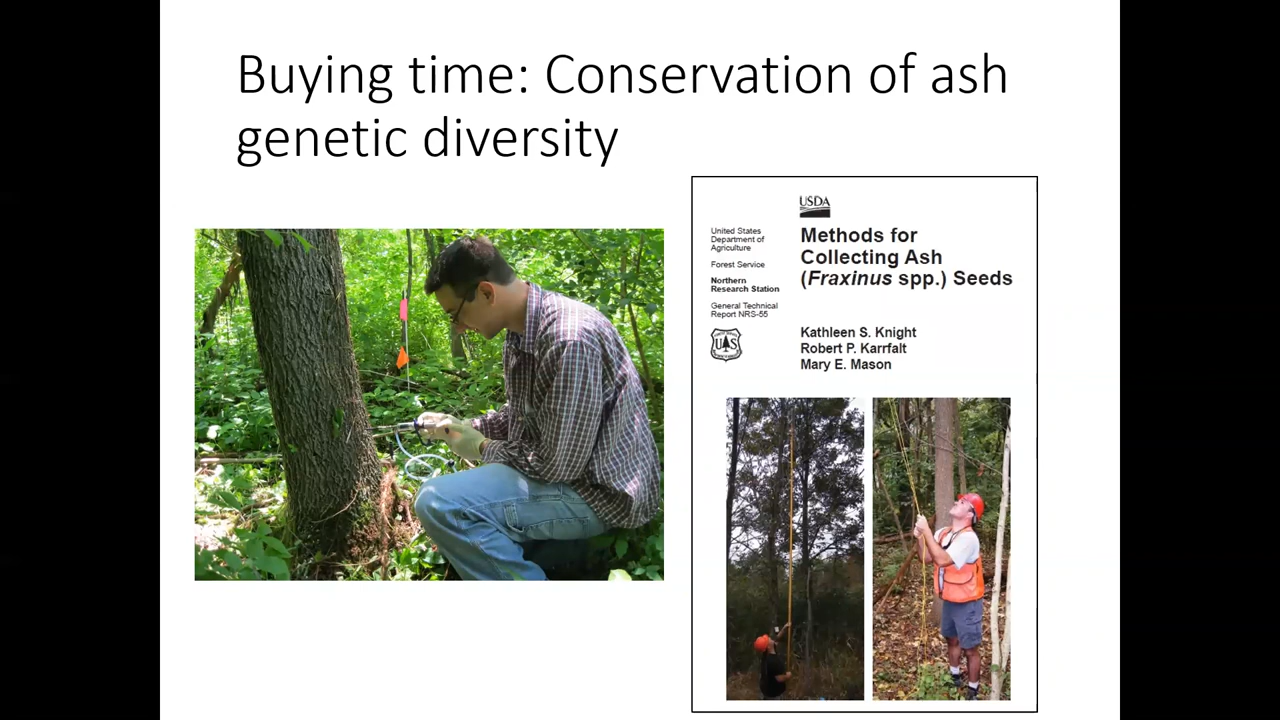 Buying time: Conservation of ash
genetic diversity
USDA
United States
Department of
Agriculture
Forest Service
Northern
Research Station
General Technical
Report NRS-55
Methods for
Collecting Ash
(Fraxinus spp.) Seeds
Kathleen S. Knight
Robert P. Karrfalt
Mary E. Mason
UAS